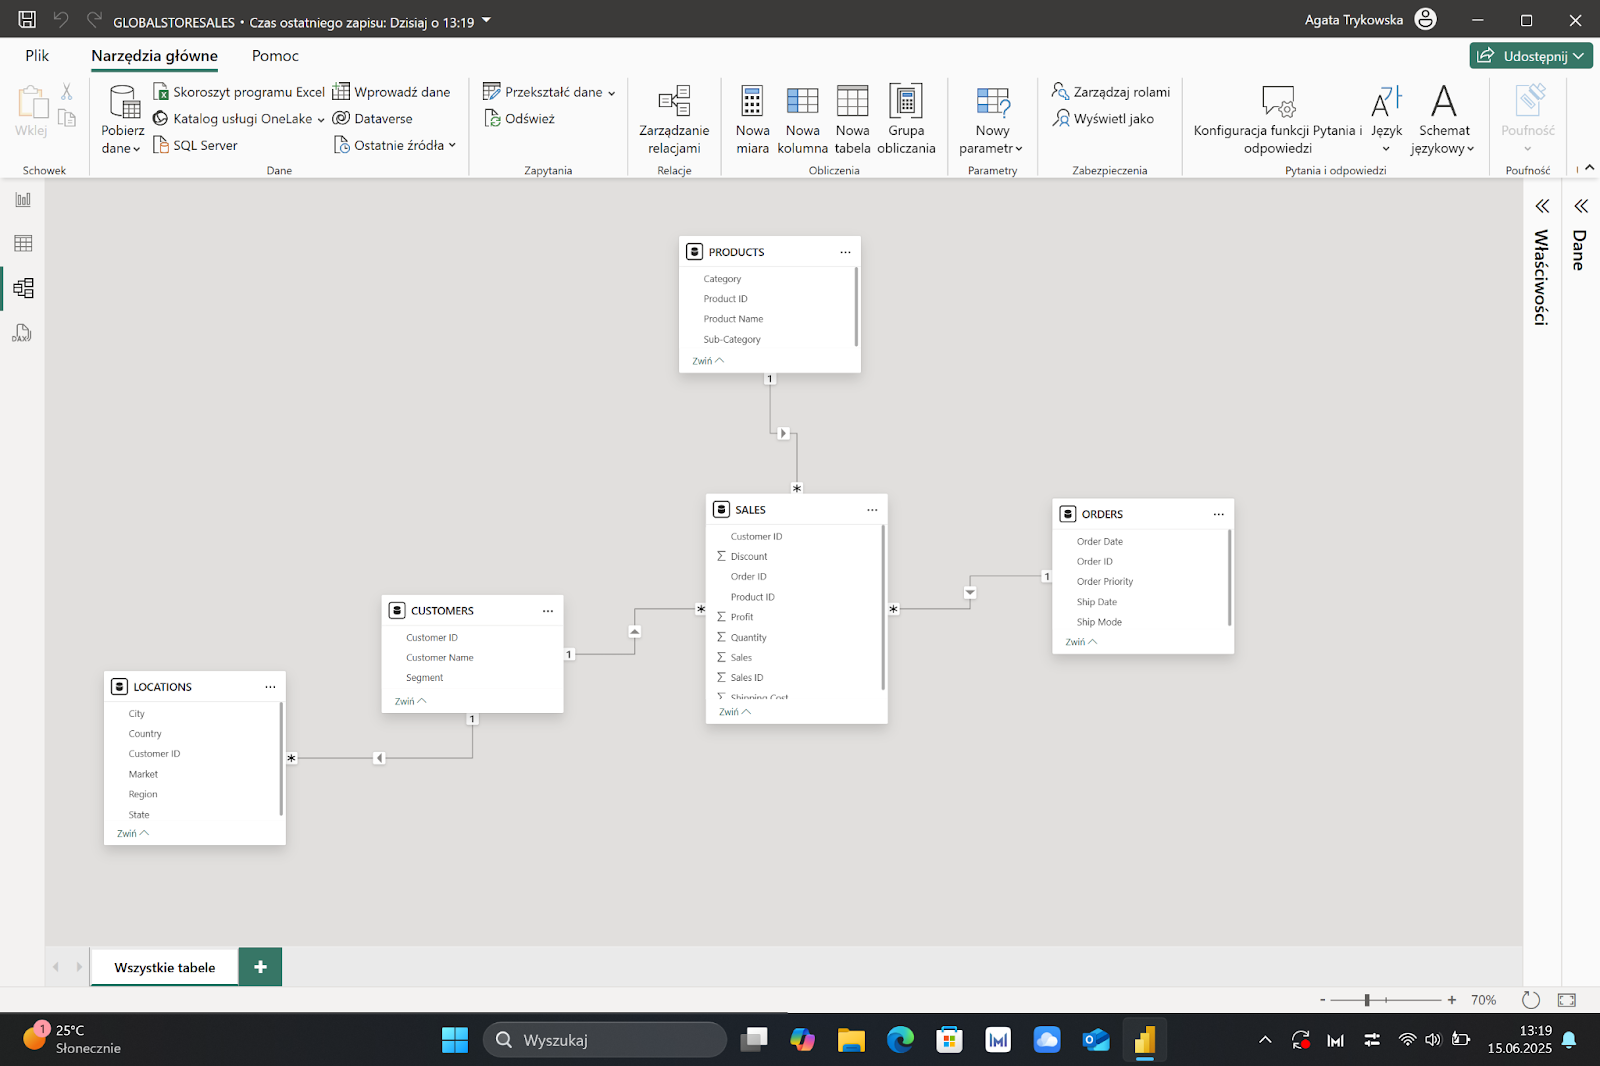 GLOBALSTORESALES • Czas ostatniego zapisu: Dzisiaj o 13:19
Agata Trykowska
Plik
Narzędzia główne
Pomoc
Udostępnij
Wklej
Schowek
Pobierz dane
Skoroszyt programu Excel
Katalog usługi OneLake
SQL Server
Wprowadź dane
Dataverse
Ostatnie źródła
Dane
Przekształć dane
Odśwież
Zapytania
Zarządzanie relacjami
Relacje
Nowa miara
Nowa kolumna
Nowa tabela
Grupa obliczania
Obliczenia
Nowy parametr
Parametry
Zarządzaj rolami
Wyświetl jako
Zabezpieczenia
Konfiguracja funkcji Pytania i odpowiedzi
Język
Schemat językowy
Pytania i odpowiedzi
Poufność
Poufność
DAX
Właściwości
Dane
PRODUCTS
Category
Product ID
Product Name
Sub-Category
Zwiń
1
*
SALES
Customer ID
Σ Discount
Order ID
Product ID
Σ Profit
Σ Quantity
Σ Sales
Σ Sales ID
Σ Shipping Cost
Zwiń
*
1
ORDERS
Order Date
Order ID
Order Priority
Ship Date
Ship Mode
Zwiń
CUSTOMERS
Customer ID
Customer Name
Segment
Zwiń
1
*
1
*
LOCATIONS
City
Country
Customer ID
Market
Region
State
Zwiń
Wszystkie tabele
+
- + 70%
1
25°C
Słonecznie
Wyszukaj
13:19
15.06.2025